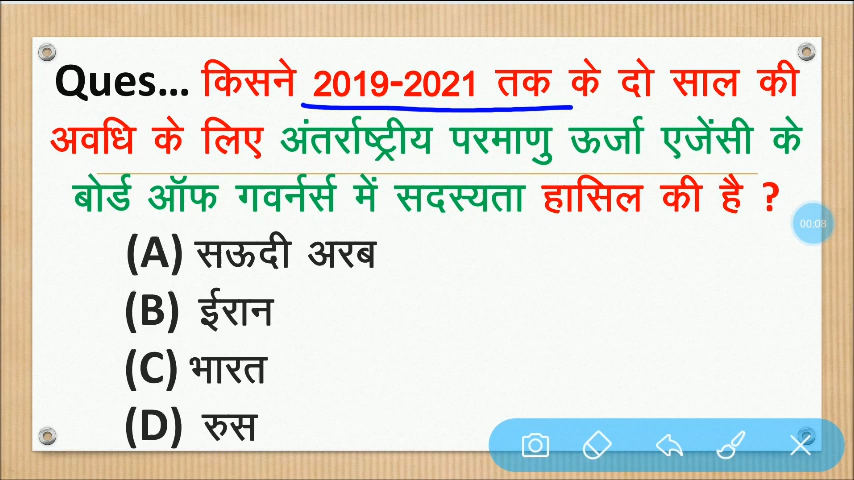 Ques... किसने 2019-2021 तक के दो साल की
अवधि के लिए अंतर्राष्ट्रीय परमाणु ऊर्जा एजेंसी के
बोर्ड ऑफ गवर्नर्स में सदस्यता हासिल की है ?
(A) सऊदी अरब
(B) ईरान
(C) भारत
(D) रुस
00:08